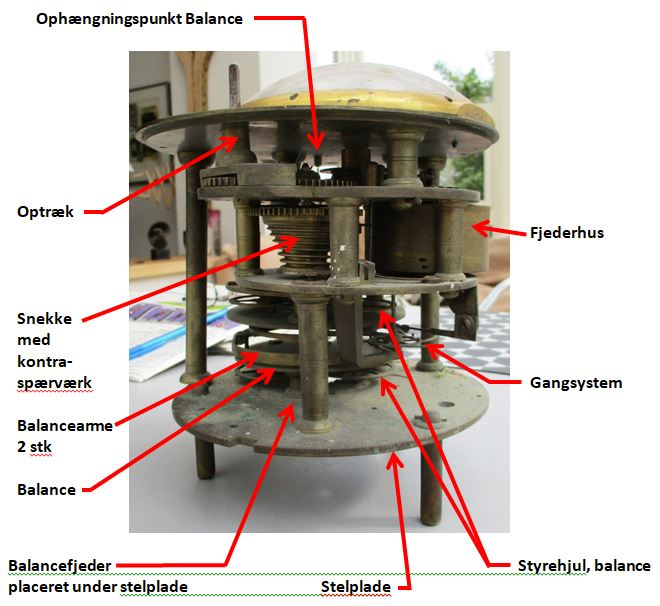 Ophængningspunkt Balance
Optræk
Fjederhus
Snekke
med
kontra-
spærværk
Gangsystem
Balancearme
2 stk
Balance
Balancefjeder
placeret under stelplade
Stelplade
Styrehjul, balance